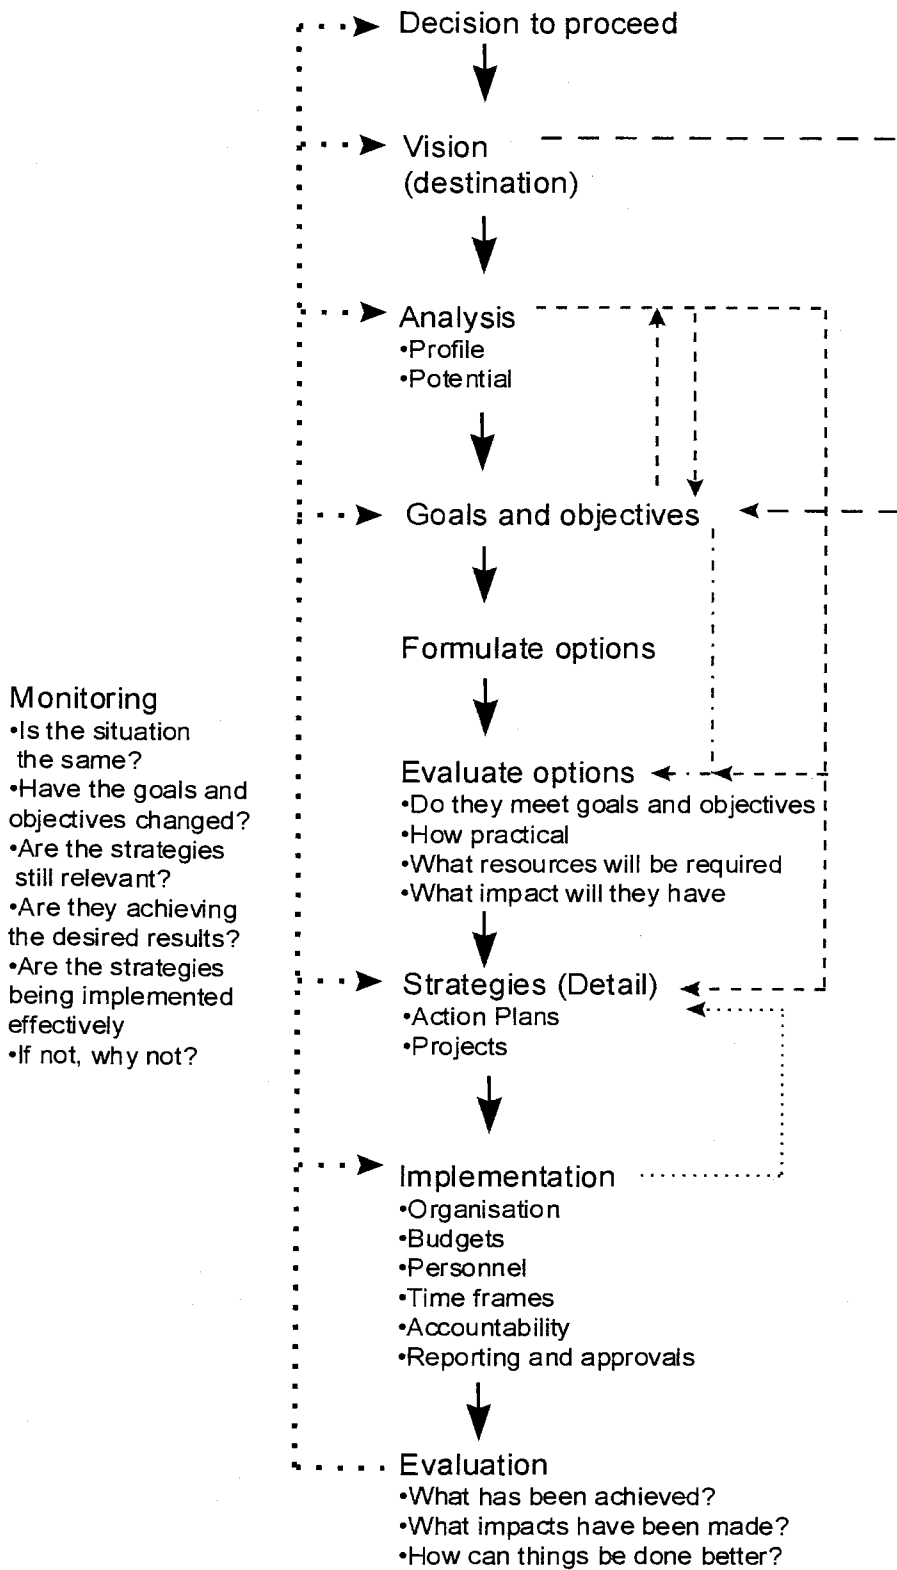 Decision to proceed
Vision
(destination)
Analysis
•Profile
•Potential
Goals and objectives
Formulate options
Monitoring
•Is the situation
the same?
•Have the goals and
objectives changed?
•Are the strategies
still relevant?
•Are they achieving
the desired results?
•Are the strategies
being implemented
effectively
•If not, why not?
Evaluate options
•Do they meet goals and objectives
•How practical
•What resources will be required
•What impact will they have
Strategies (Detail)
•Action Plans
•Projects
Implementation
•Organisation
•Budgets
•Personnel
•Time frames
•Accountability
•Reporting and approvals
Evaluation
•What has been achieved?
•What impacts have been made?
•How can things be done better?